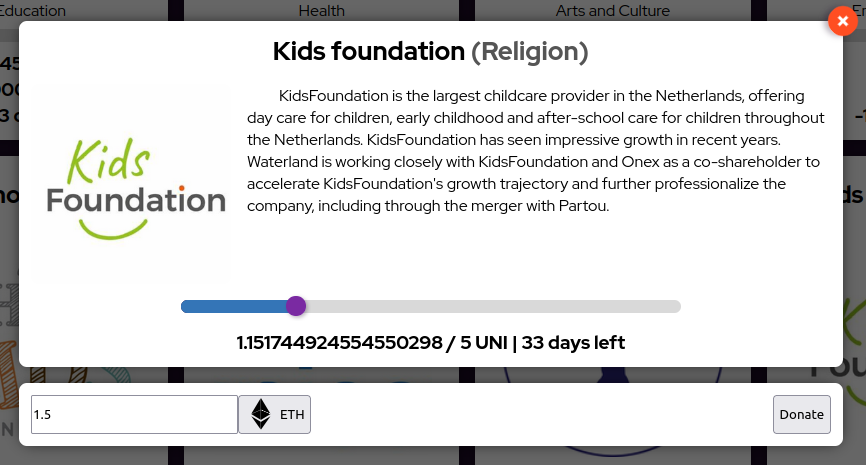 Education
Health
Arts and Culture
Kids foundation (Religion)
KidsFoundation is the largest childcare provider in the Netherlands, offering
day care for children, early childhood and after-school care for children throughout
the Netherlands. KidsFoundation has seen impressive growth in recent years.
Waterland is working closely with KidsFoundation and Onex as a co-shareholder to
accelerate KidsFoundation's growth trajectory and further professionalize the
company, including through the merger with Partou.
Kids
Foundation
1.151744924554550298 / 5 UNI | 33 days left
1.5
ETH
Donate